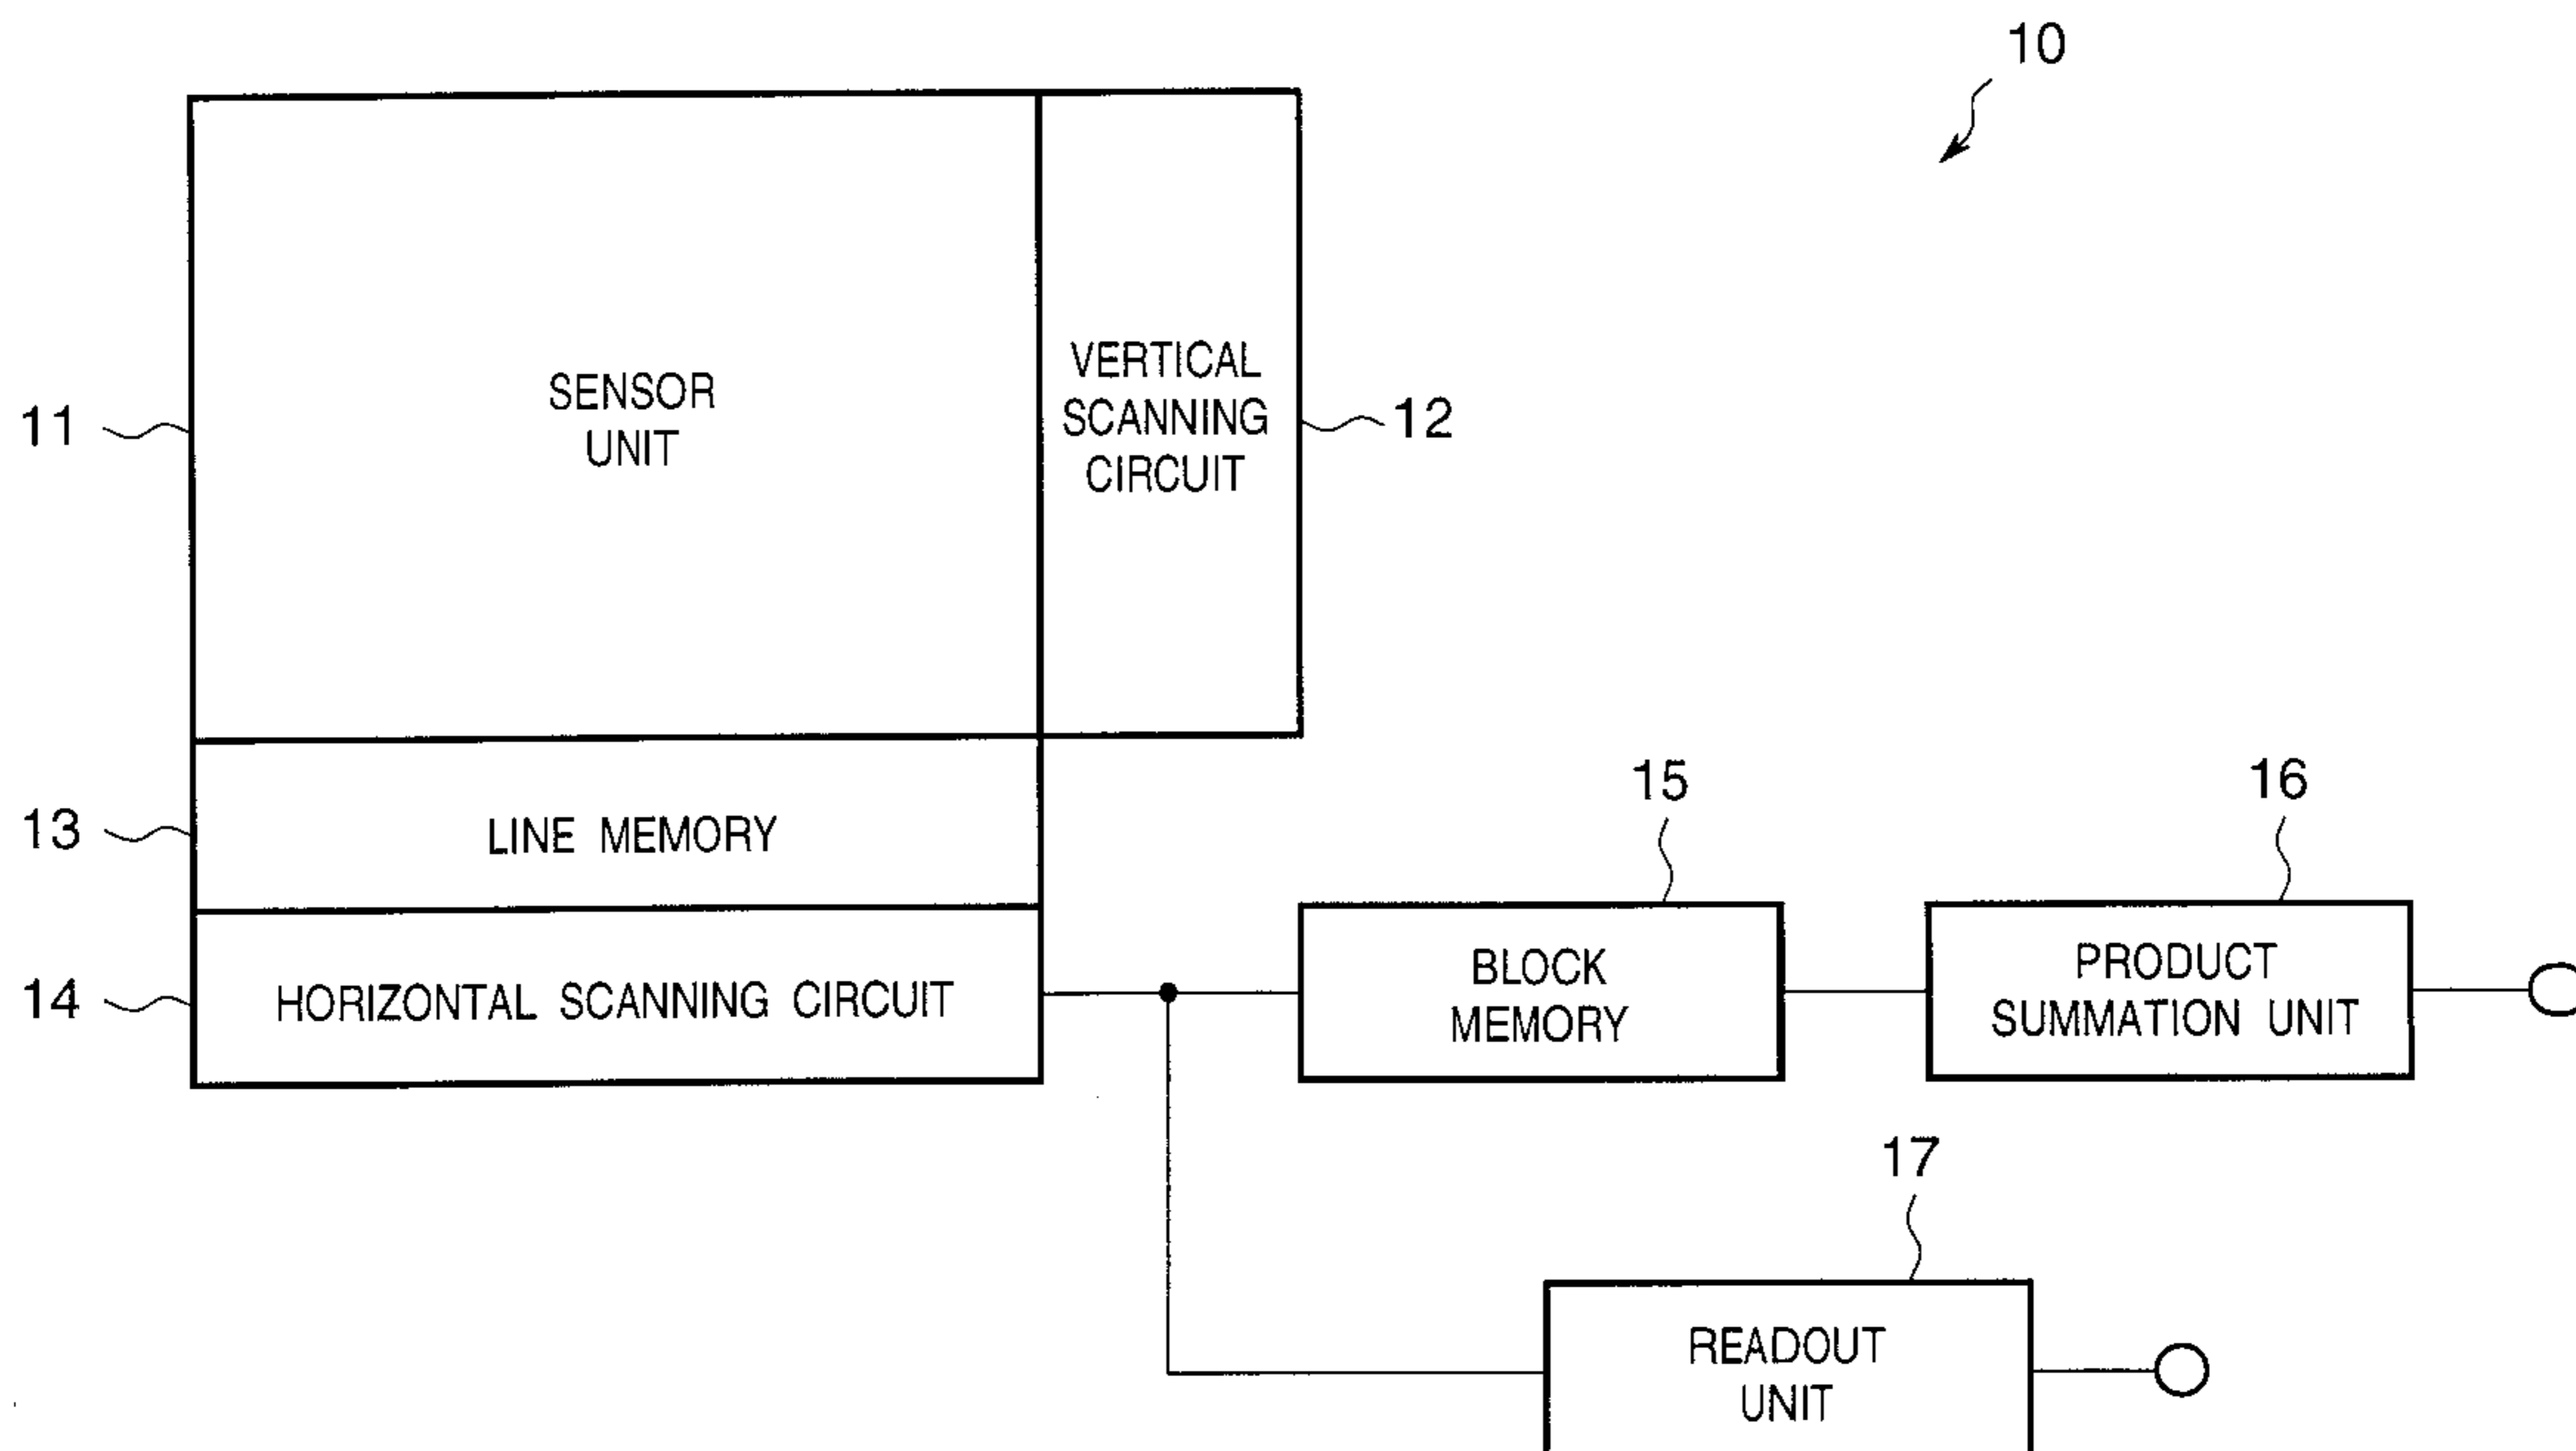 10
SENSOR
UNIT
VERTICAL
SCANNING
CIRCUIT
11
12
LINE MEMORY
13
15
16
HORIZONTAL SCANNING CIRCUIT
14
BLOCK
MEMORY
PRODUCT
SUMMATION UNIT
17
READOUT
UNIT